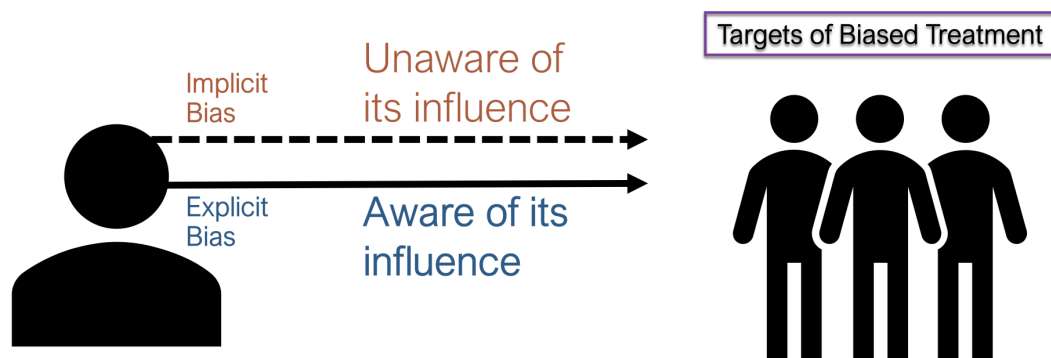 Targets of Biased Treatment
Implicit
Bias
Unaware of
its influence
Explicit
Bias
Aware of its
influence